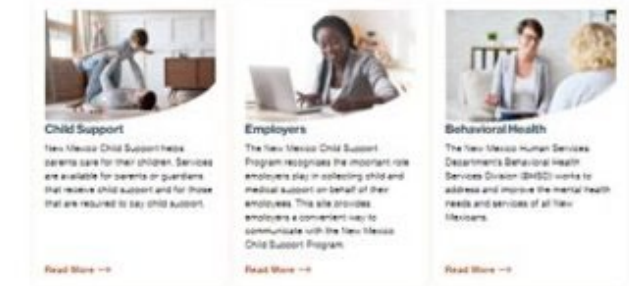 Child Support
New Mexico Child Support helps
parents care for their children. Services
are available for parents or guardians
that receive child support and for those
that are required to pay child support.
Read More →
Employers
The New Mexico Child Support
Program recognizes the important role
employers play in collecting child and
medical support on behalf of their
employees. This site provides
employers a convenient way to
communicate with the New Mexico
Child Support Program.
Read More →
Behavioral Health
The New Mexico Human Services
Department's Behavioral Health
Services Division (BHSD) works to
address and improve the mental health
needs and services of all New
Mexicans.
Read More →